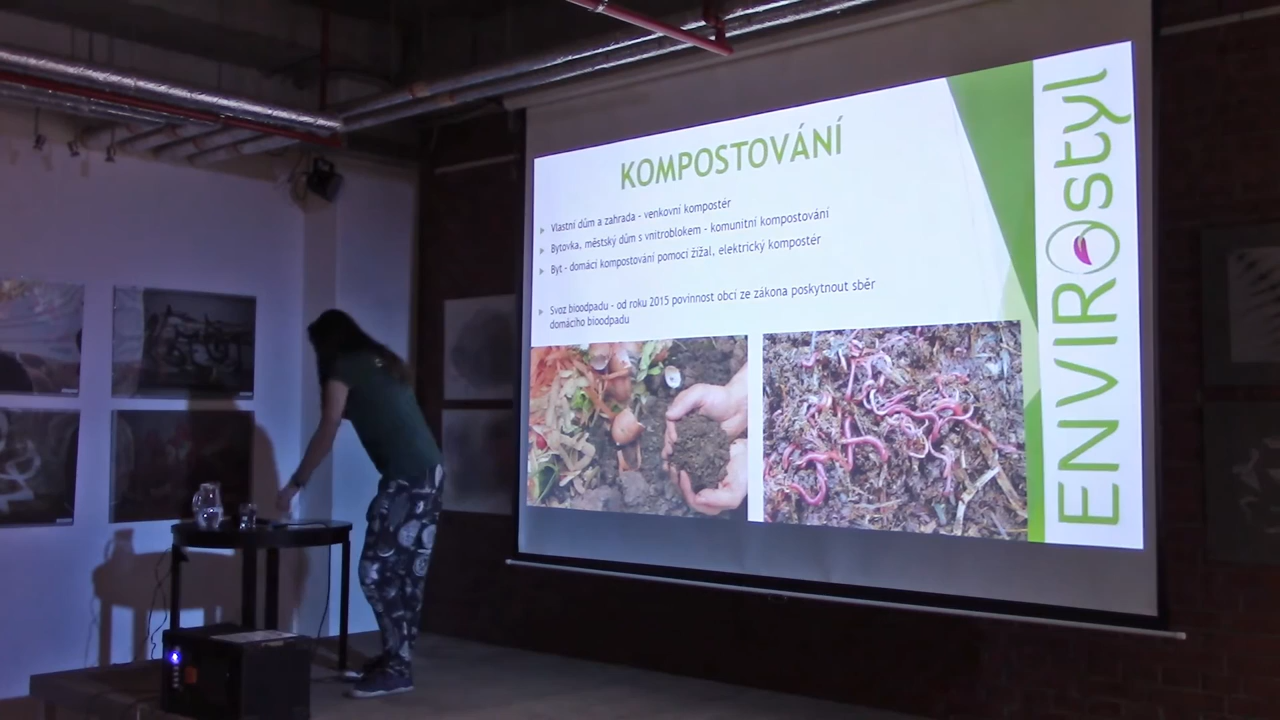 KOMPOSTOVÁNÍ
Vlastní dům a zahrada - venkovní kompostér
Bytovka, městský dům s vnitroblokem - komunitní kompostování
Byt - domácí kompostování pomocí žížal, elektrický kompostér
Svoz bioodpadu - od roku 2015 povinnost obcí ze zákona poskytnout sběr
domácího bioodpadu
ENVIROstyl